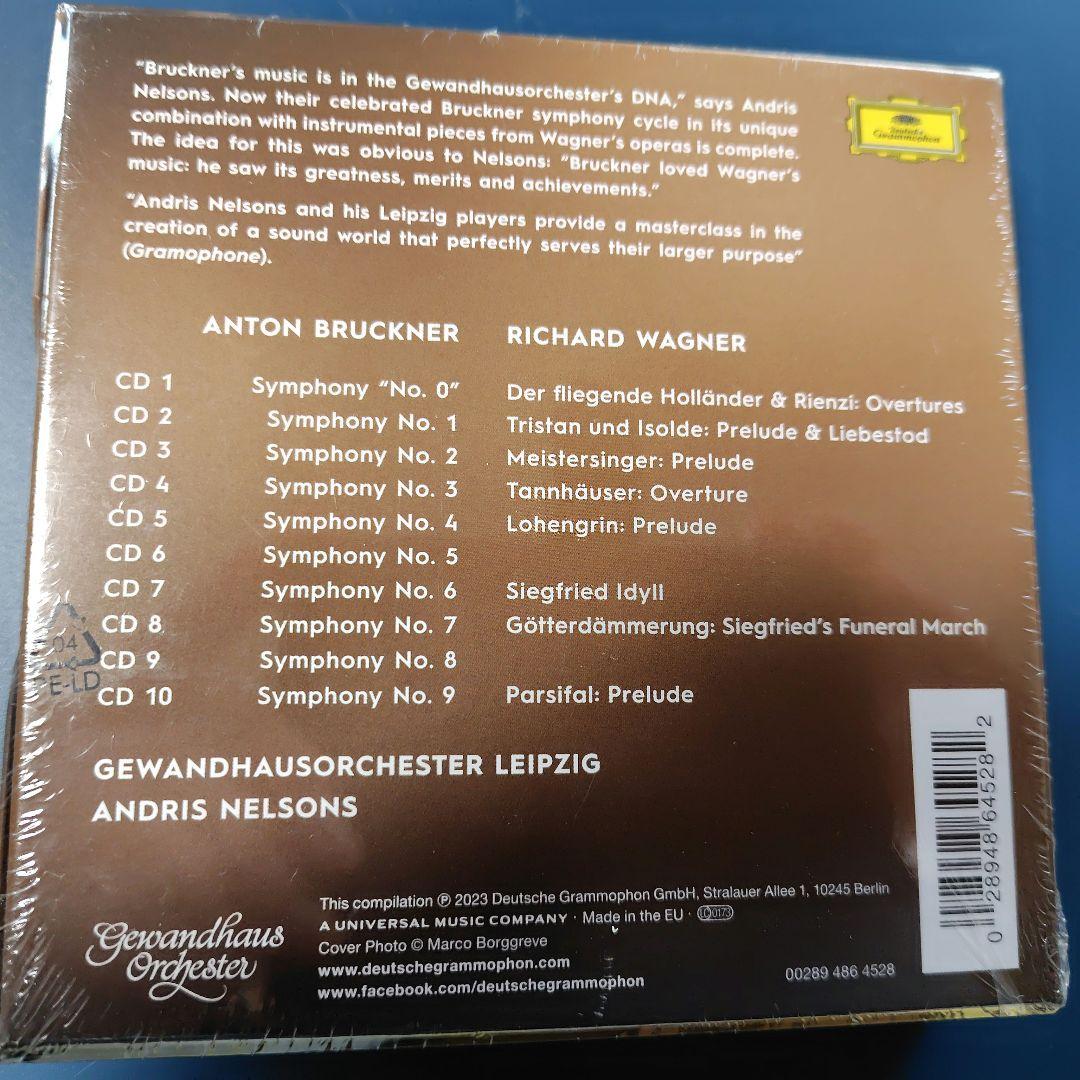 "Bruckner's music is in the Gewandhausorchester's DNA," says Andris
Nelsons. Now their celebrated Bruckner symphony cycle in its unique
combination with instrumental pieces from Wagner's operas is complete.
The idea for this was obvious to Nelsons: "Bruckner loved Wagner's
music: he saw its greatness, merits and achievements."
"Andris Nelsons and his Leipzig players provide a masterclass in the
creation of a sound world that perfectly serves their larger purpose"
(Gramophone).
Deutsche
Grammophon
ANTON BRUCKNER RICHARD WAGNER
CD 1 Symphony "No. 0" Der fliegende Holländer & Rienzi: Overtures
CD 2 Symphony No. 1 Tristan und Isolde: Prelude & Liebestod
CD 3 Symphony No. 2 Meistersinger: Prelude
CD 4 Symphony No. 3 Tannhäuser: Overture
CD 5 Symphony No. 4 Lohengrin: Prelude
CD 6 Symphony No. 5
CD 7 Symphony No. 6 Siegfried Idyll
CD 8 Symphony No. 7 Götterdämmerung: Siegfried's Funeral March
CD 9 Symphony No. 8
CD 10 Symphony No. 9 Parsifal: Prelude
04
PE-LD
GEWANDHAUSORCHESTER LEIPZIG
ANDRIS NELSONS
Gewandhaus
Orchester
This compilation ℗ 2023 Deutsche Grammophon GmbH, Stralauer Allee 1, 10245 Berlin
A UNIVERSAL MUSIC COMPANY · Made in the EU · LC 0173
Cover Photo © Marco Borggreve
www.deutschegrammophon.com
www.facebook.com/deutschegrammophon
00289 486 4528
0 28948 64528 2